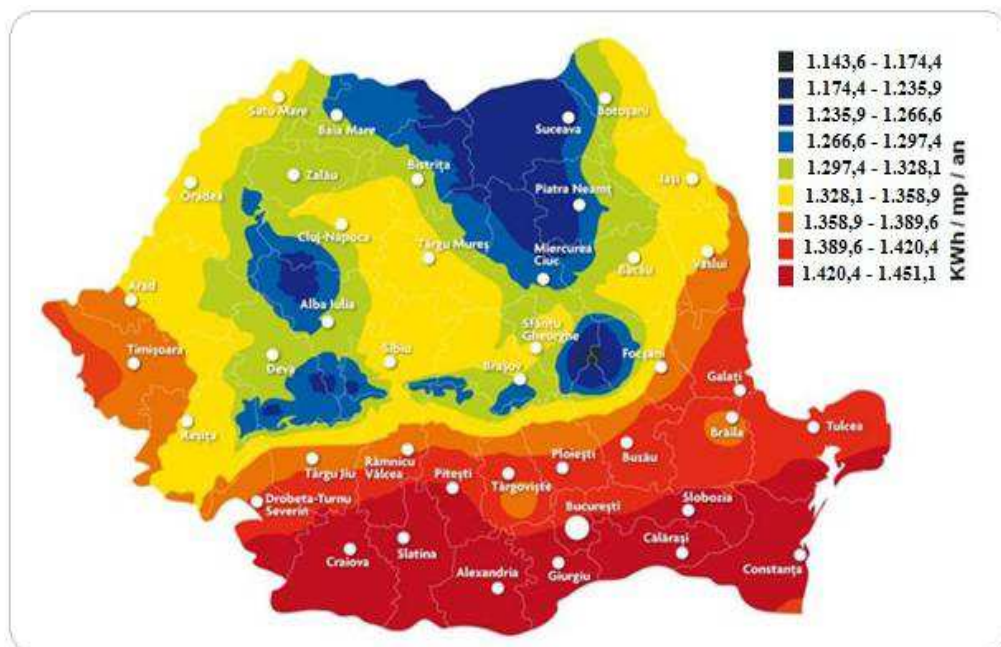 1.143,6 - 1.174,4
1.174,4 - 1.235,9
1.235,9 - 1.266,6
1.266,6 - 1.297,4
1.297,4 - 1.328,1
1.328,1 - 1.358,9
1.358,9 - 1.389,6
1.389,6 - 1.420,4
1.420,4 - 1.451,1
KWh / mp / an
Satu Mare
Baia Mare
Suceava
Botoșani
Oradea
Zalău
Bistrița
Piatra Neamț
Iași
Cluj-Napoca
Târgu Mureș
Miercurea
Ciuc
Bacău
Vaslui
Arad
Alba Iulia
Timișoara
Deva
Sibiu
Brașov
Sfântu
Gheorghe
Focșani
Galați
Reșița
Brăila
Tulcea
Târgu Jiu
Râmnicu
Vâlcea
Pitești
Târgoviște
Ploiești
Buzău
Drobeta-Turnu
Severin
București
Slobozia
Craiova
Slatina
Alexandria
Giurgiu
Călărași
Constanța